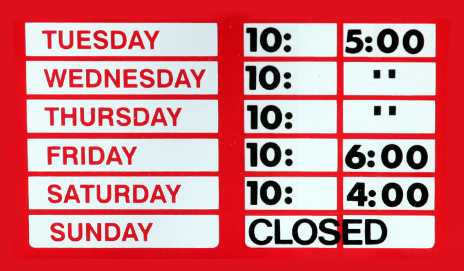 TUESDAY 10: 5:00
WEDNESDAY 10: "
THURSDAY 10: "
FRIDAY 10: 6:00
SATURDAY 10: 4:00
SUNDAY CLOSED